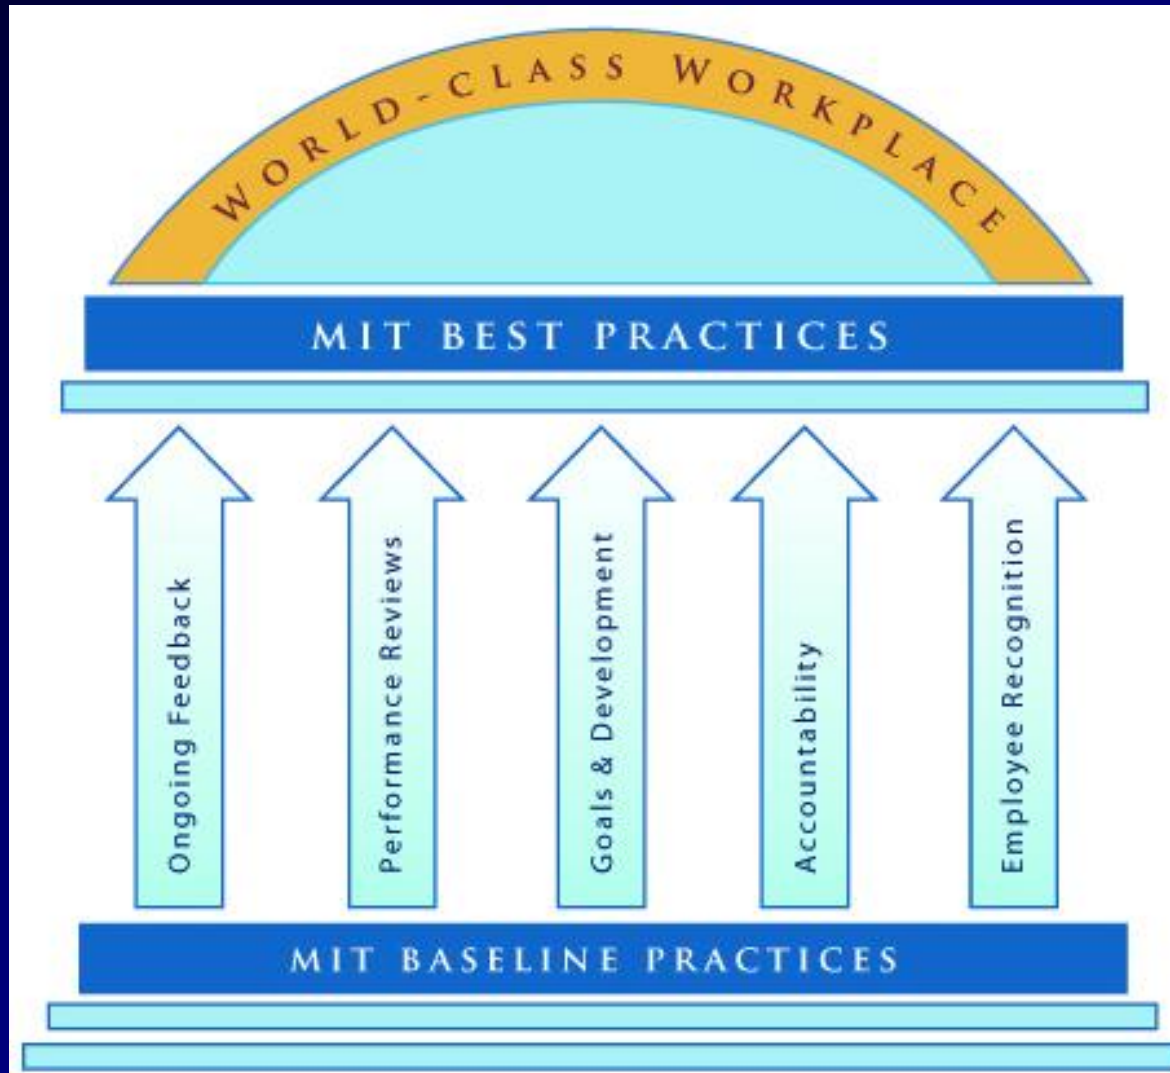 WORLD-CLASS WORKPLACE
MIT BEST PRACTICES
Ongoing Feedback
Performance Reviews
Goals & Development
Accountability
Employee Recognition
MIT BASELINE PRACTICES